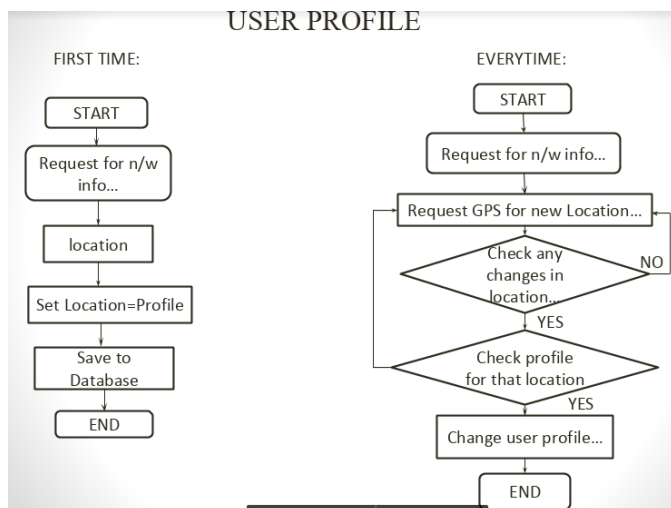 USER PROFILE
FIRST TIME:
START
Request for n/w
info...
location
Set Location=Profile
Save to
Database
END
EVERYTIME:
START
Request for n/w info...
Request GPS for new Location...
Check any
changes in
location...
NO
YES
Check profile
for that location
YES
Change user profile...
END